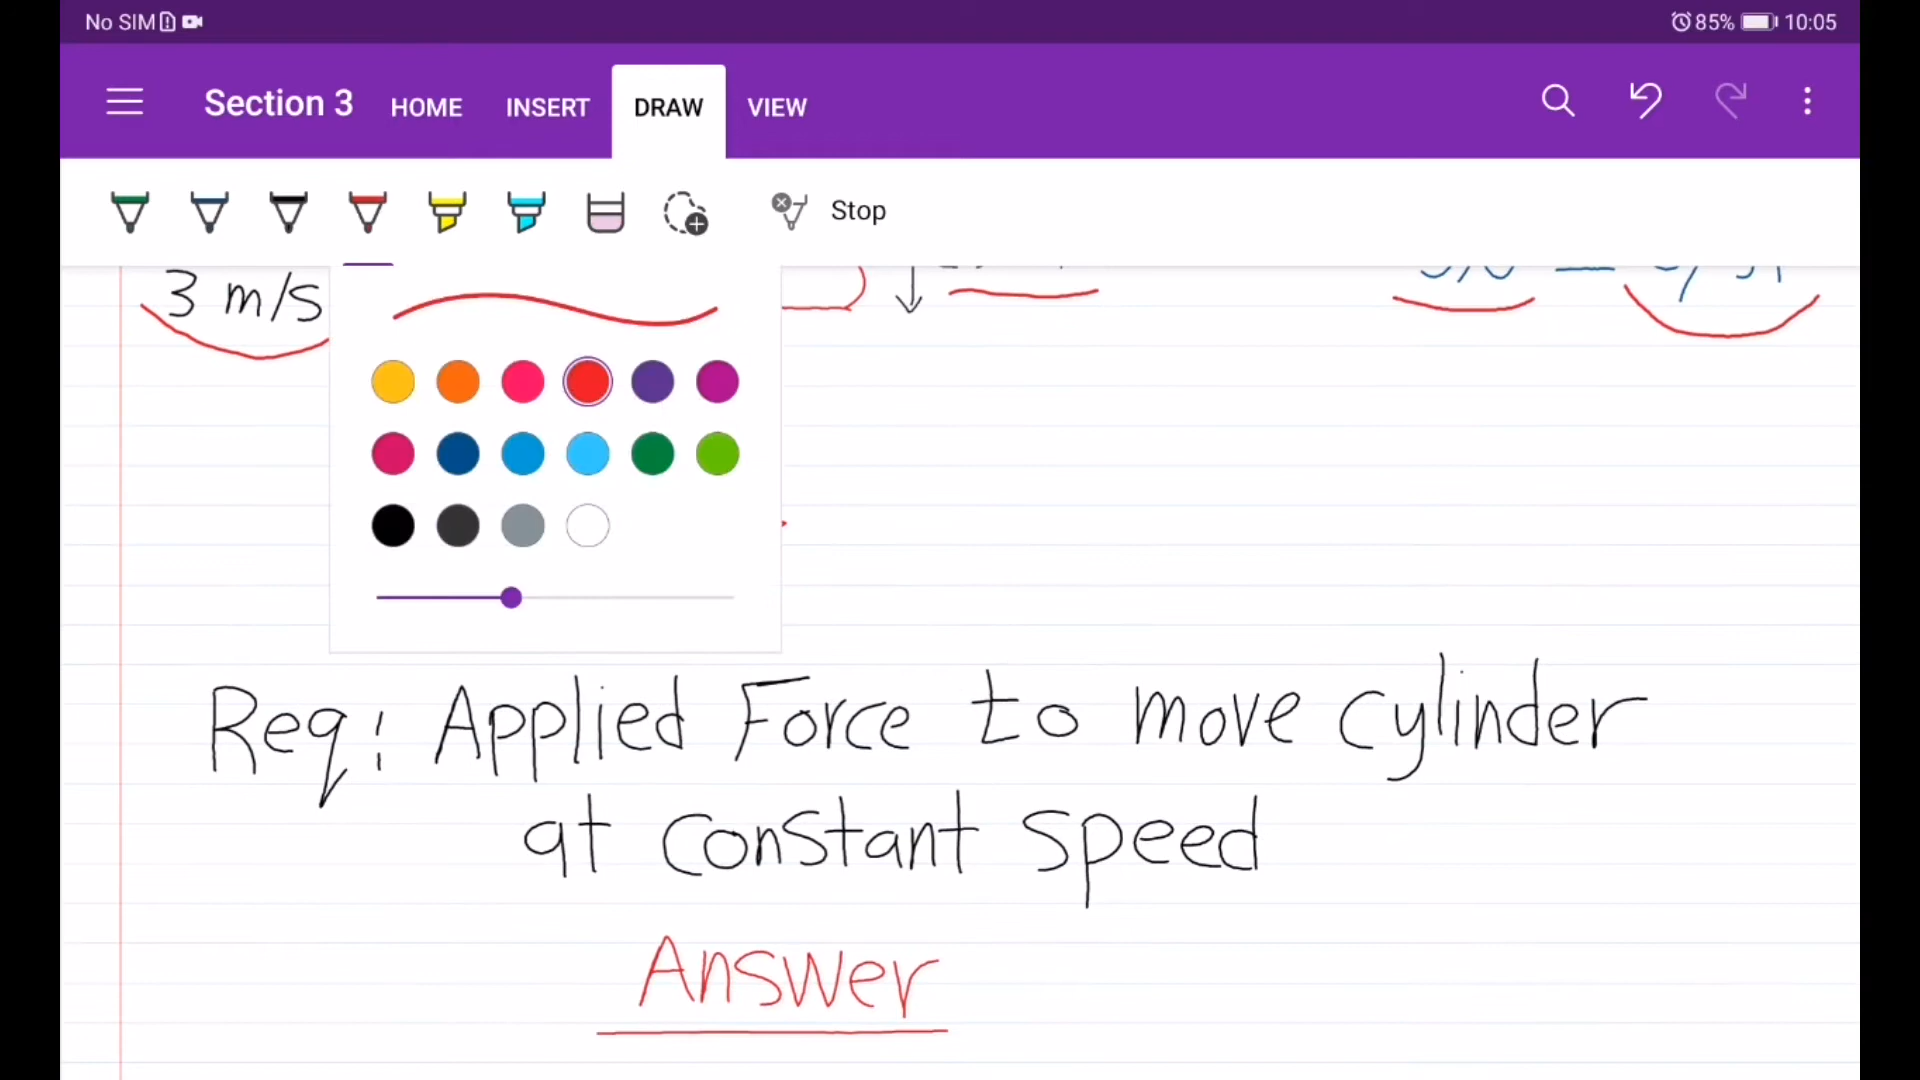 No SIM 85% 10:05
Section 3 HOME INSERT DRAW VIEW
Stop
3 m/s
Req: Applied Force to move cylinder
at constant speed
Answer